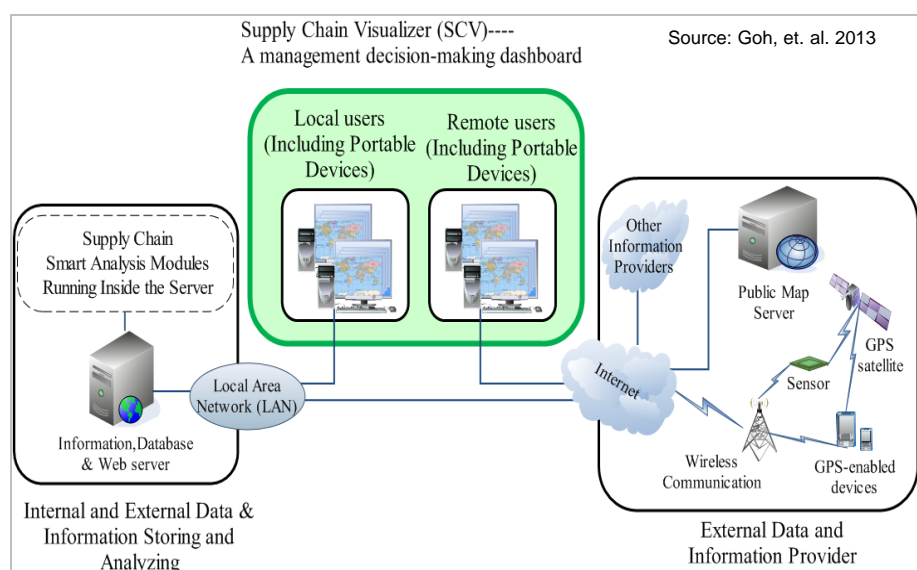 Supply Chain Visualizer (SCV)----
A management decision-making dashboard
Source: Goh, et. al. 2013
Local users
(Including Portable
Devices)
Remote users
(Including Portable
Devices)
Supply Chain
Smart Analysis Modules
Running Inside the Server
Information,Database
& Web server
Local Area
Network (LAN)
Internal and External Data &
Information Storing and
Analyzing
Other
Information
Providers
Public Map
Server
GPS
satellite
Sensor
Internet
Wireless
Communication
GPS-enabled
devices
External Data and
Information Provider